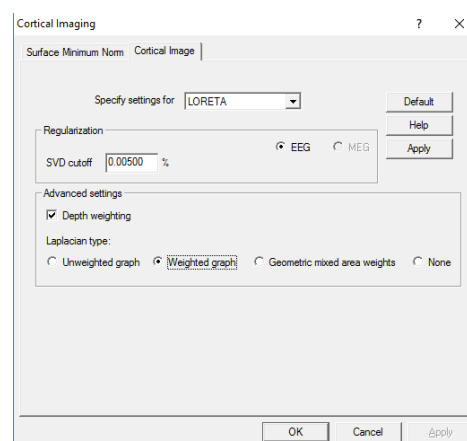 Cortical Imaging ? ×
Surface Minimum Norm Cortical Image
Specify settings for LORETA Default
Help
Regularization
EEG MEG Apply
SVD cutoff 0.00500 %
Advanced settings
Depth weighting
Laplacian type:
Unweighted graph Weighted graph Geometric mixed area weights None
OK Cancel Apply